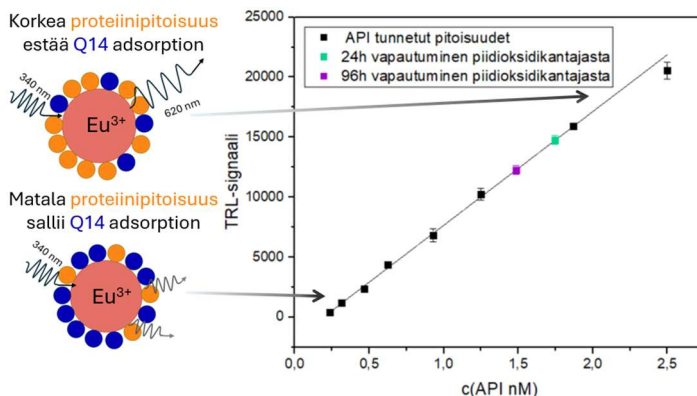 Korkea proteiinipitoisuus
estää Q14 adsorption
340 nm
Eu3+
620 nm
Matala proteiinipitoisuus
sallii Q14 adsorption
340 nm
Eu3+
API tunnetut pitoisuudet
24h vapautuminen piidioksidikantajasta
96h vapautuminen piidioksidikantajasta
TRL-signaali
25000
20000
15000
10000
5000
0
0,0
0,5
1,0
1,5
2,0
2,5
c(API nM)